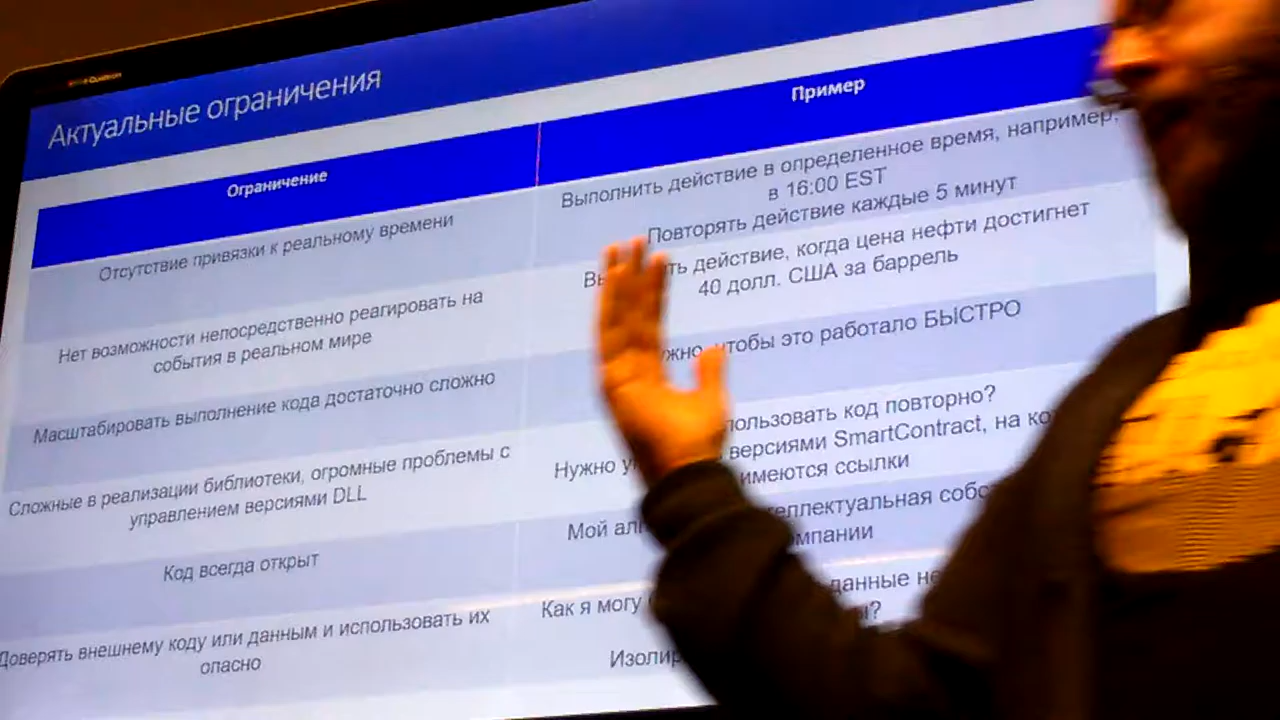 Актуальные ограничения
Ограничение
Пример
Отсутствие привязки к реальному времени
Выполнить действие в определенное время, например,
в 16:00 EST
Повторять действие каждые 5 минут
Нет возможности непосредственно реагировать на
события в реальном мире
действие, когда цена нефти достигнет
40 долл. США за баррель
Масштабировать выполнение кода достаточно сложно
чтобы это работало БЫСТРО
Сложные в реализации библиотеки, огромные проблемы с
управлением версиями DLL
код повторно?
Нужно
версиями SmartContract, на
имеются ссылки
Код всегда открыт
Мой
Доверять внешнему коду или данным и использовать их
опасно
Как я могу
данные